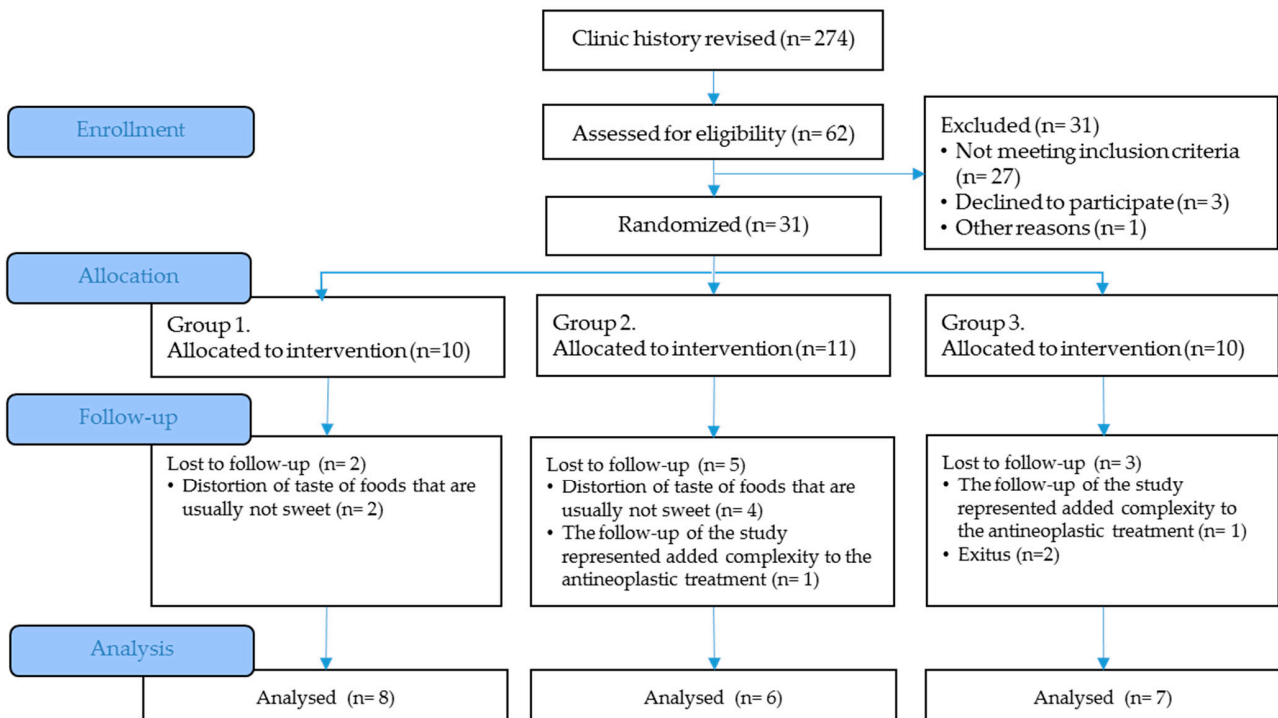 Clinic history revised (n= 274)
Enrollment
Assessed for eligibility (n= 62)
Excluded (n= 31)
• Not meeting inclusion criteria
(n= 27)
• Declined to participate (n= 3)
• Other reasons (n= 1)
Randomized (n= 31)
Allocation
Group 1.
Allocated to intervention (n=10)
Group 2.
Allocated to intervention (n=11)
Group 3.
Allocated to intervention (n=10)
Follow-up
Lost to follow-up (n= 2)
• Distortion of taste of foods that are
usually not sweet (n= 2)
Lost to follow-up (n= 5)
• Distortion of taste of foods that are
usually not sweet (n= 4)
• The follow-up of the study
represented added complexity to the
antineoplastic treatment (n= 1)
Lost to follow-up (n= 3)
• The follow-up of the study
represented added complexity to
the antineoplastic treatment (n= 1)
• Exitus (n=2)
Analysis
Analysed (n= 8)
Analysed (n= 6)
Analysed (n= 7)